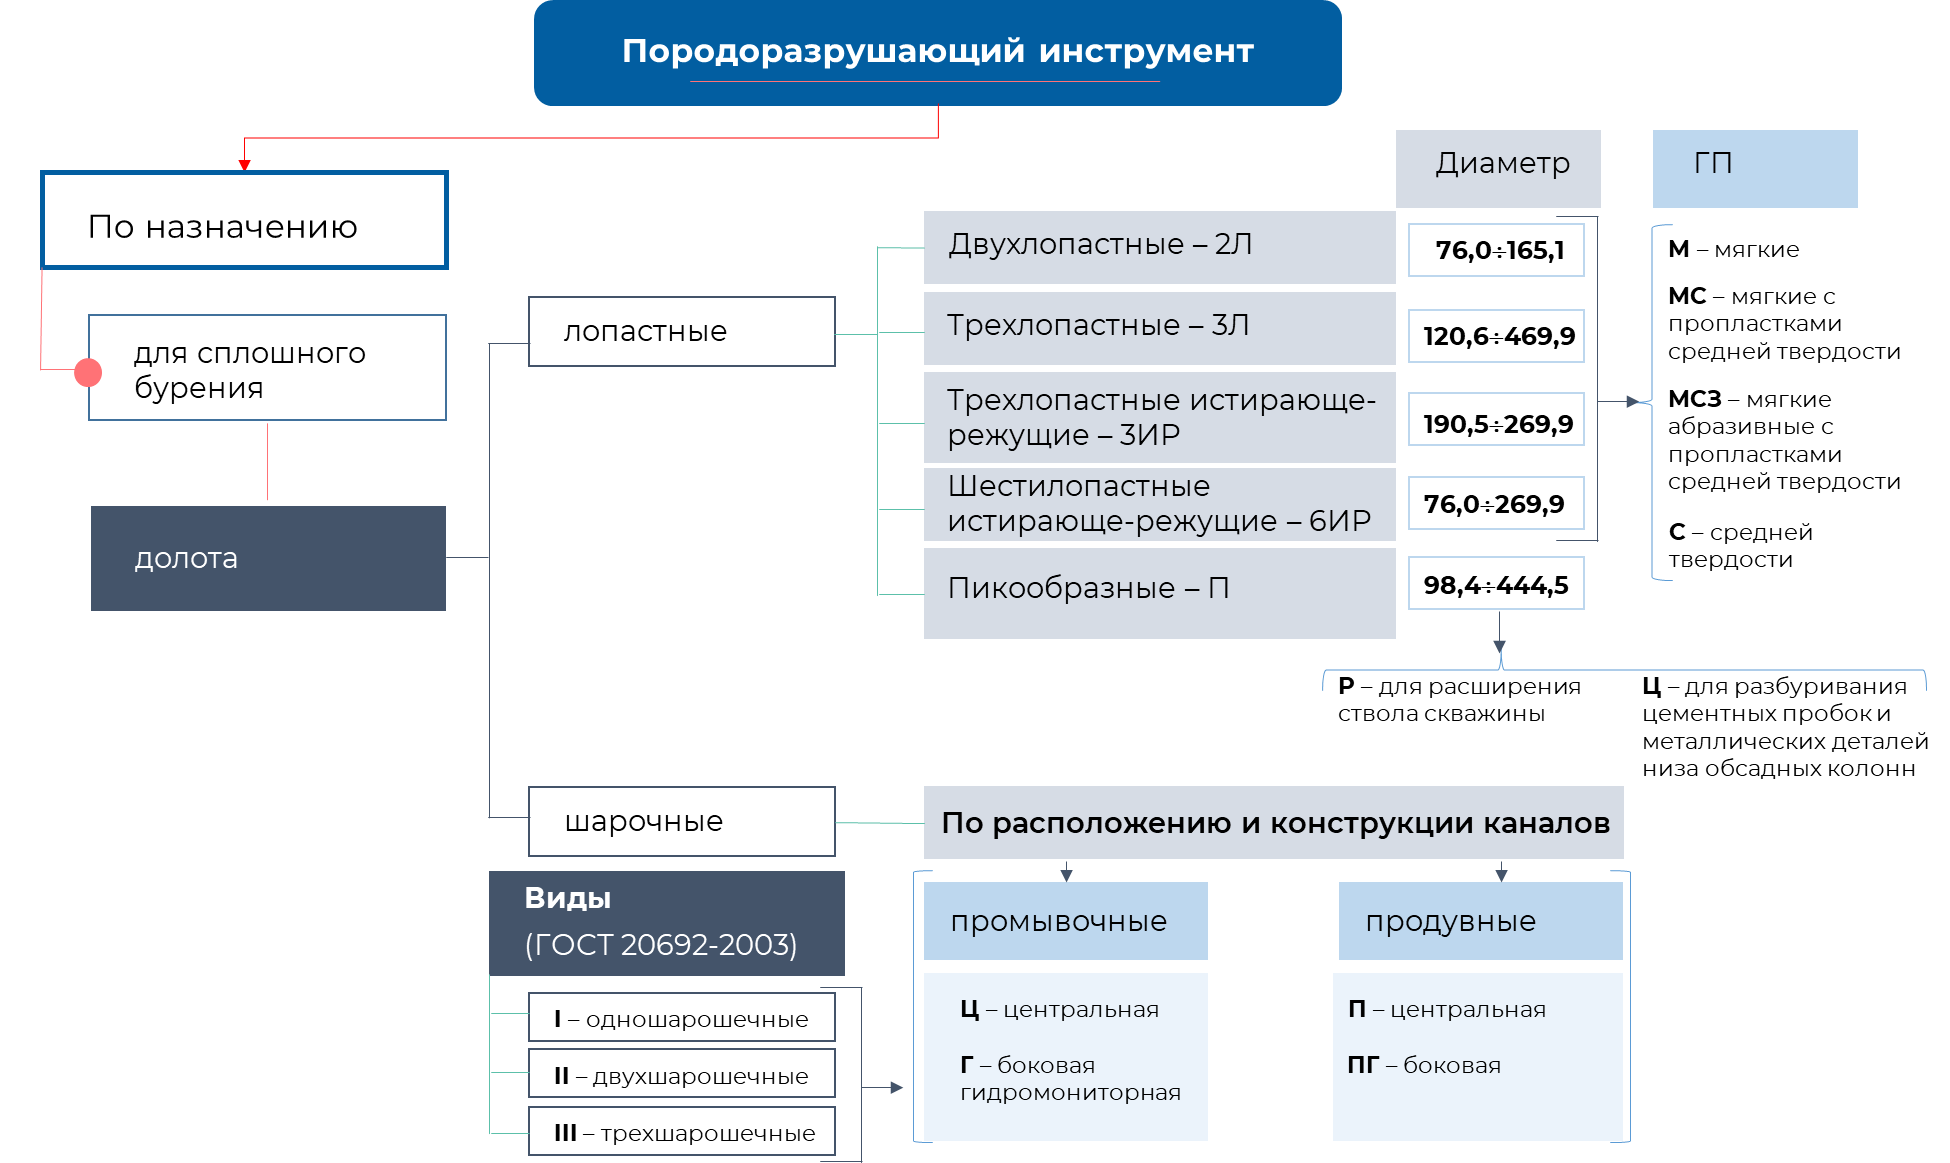 Породоразрушающий инструмент
По назначению
для сплошного
бурения
долота
лопастные
Диаметр
ГП
Двухлопастные – 2Л
76,0÷165,1
Трехлопастные – 3Л
120,6÷469,9
Трехлопастные истирающе-
режущие – 3ИР
190,5÷269,9
Шестилопастные
истирающе-режущие – 6ИР
76,0÷269,9
Пикообразные – П
98,4÷444,5
М – мягкие
МС – мягкие с
пропластками
средней твердости
МСЗ – мягкие
абразивные с
пропластками
средней твердости
С – средней
твердости
Р – для расширения
ствола скважины
Ц – для разбуривания
цементных пробок и
металлических деталей
низа обсадных колонн
шарочные
По расположению и конструкции каналов
Виды
(ГОСТ 20692-2003)
I – одношарошечные
II – двухшарошечные
III – трехшарошечные
промывочные
Ц – центральная
Г – боковая
гидромониторная
продувные
П – центральная
ПГ – боковая